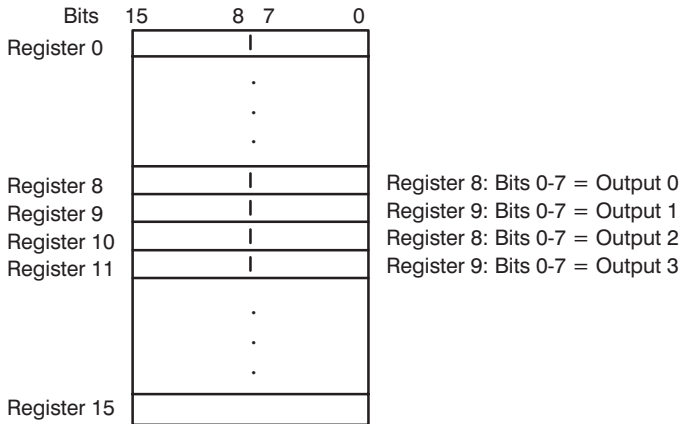 Bits 15 8 7 0
Register 0
Register 8 Register 8: Bits 0-7 = Output 0
Register 9 Register 9: Bits 0-7 = Output 1
Register 10 Register 8: Bits 0-7 = Output 2
Register 11 Register 9: Bits 0-7 = Output 3
Register 15